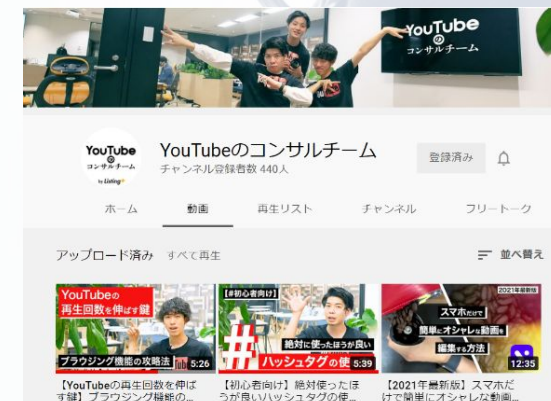 YouTube
の
コンサルチーム
YouTube
の
コンサルチーム
by Listing+
YouTubeのコンサルチーム
チャンネル登録者数 440人
登録済み
ホーム 動画 再生リスト チャンネル フリートーク
アップロード済み すべて再生
並べ替え
YouTubeの
再生回数を伸ばす鍵
ブラウジング機能の攻略法
5:26
【YouTubeの再生回数を伸ば
す鍵】ブラウジング機能の...
【#初心者向け】
#
絶対に使ったほうが良い
ハッシュタグの使
5:39
【初心者向け】絶対使ったほ
うが良いハッシュタグの使...
2021年最新版
スマホだけで
簡単にオシャレな動画を
編集する方法
12:35
【2021年最新版】スマホだ
けで簡単にオシャレな動画...